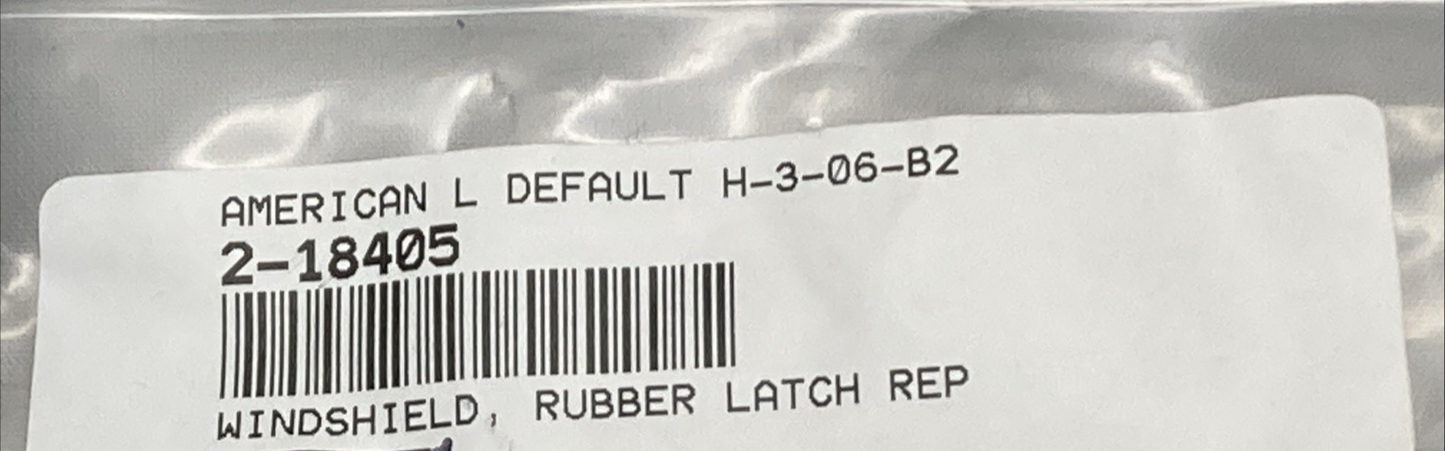 AMERICAN L DEFAULT H-3-06-B2
2-18405
WINDSHIELD, RUBBER LATCH REP